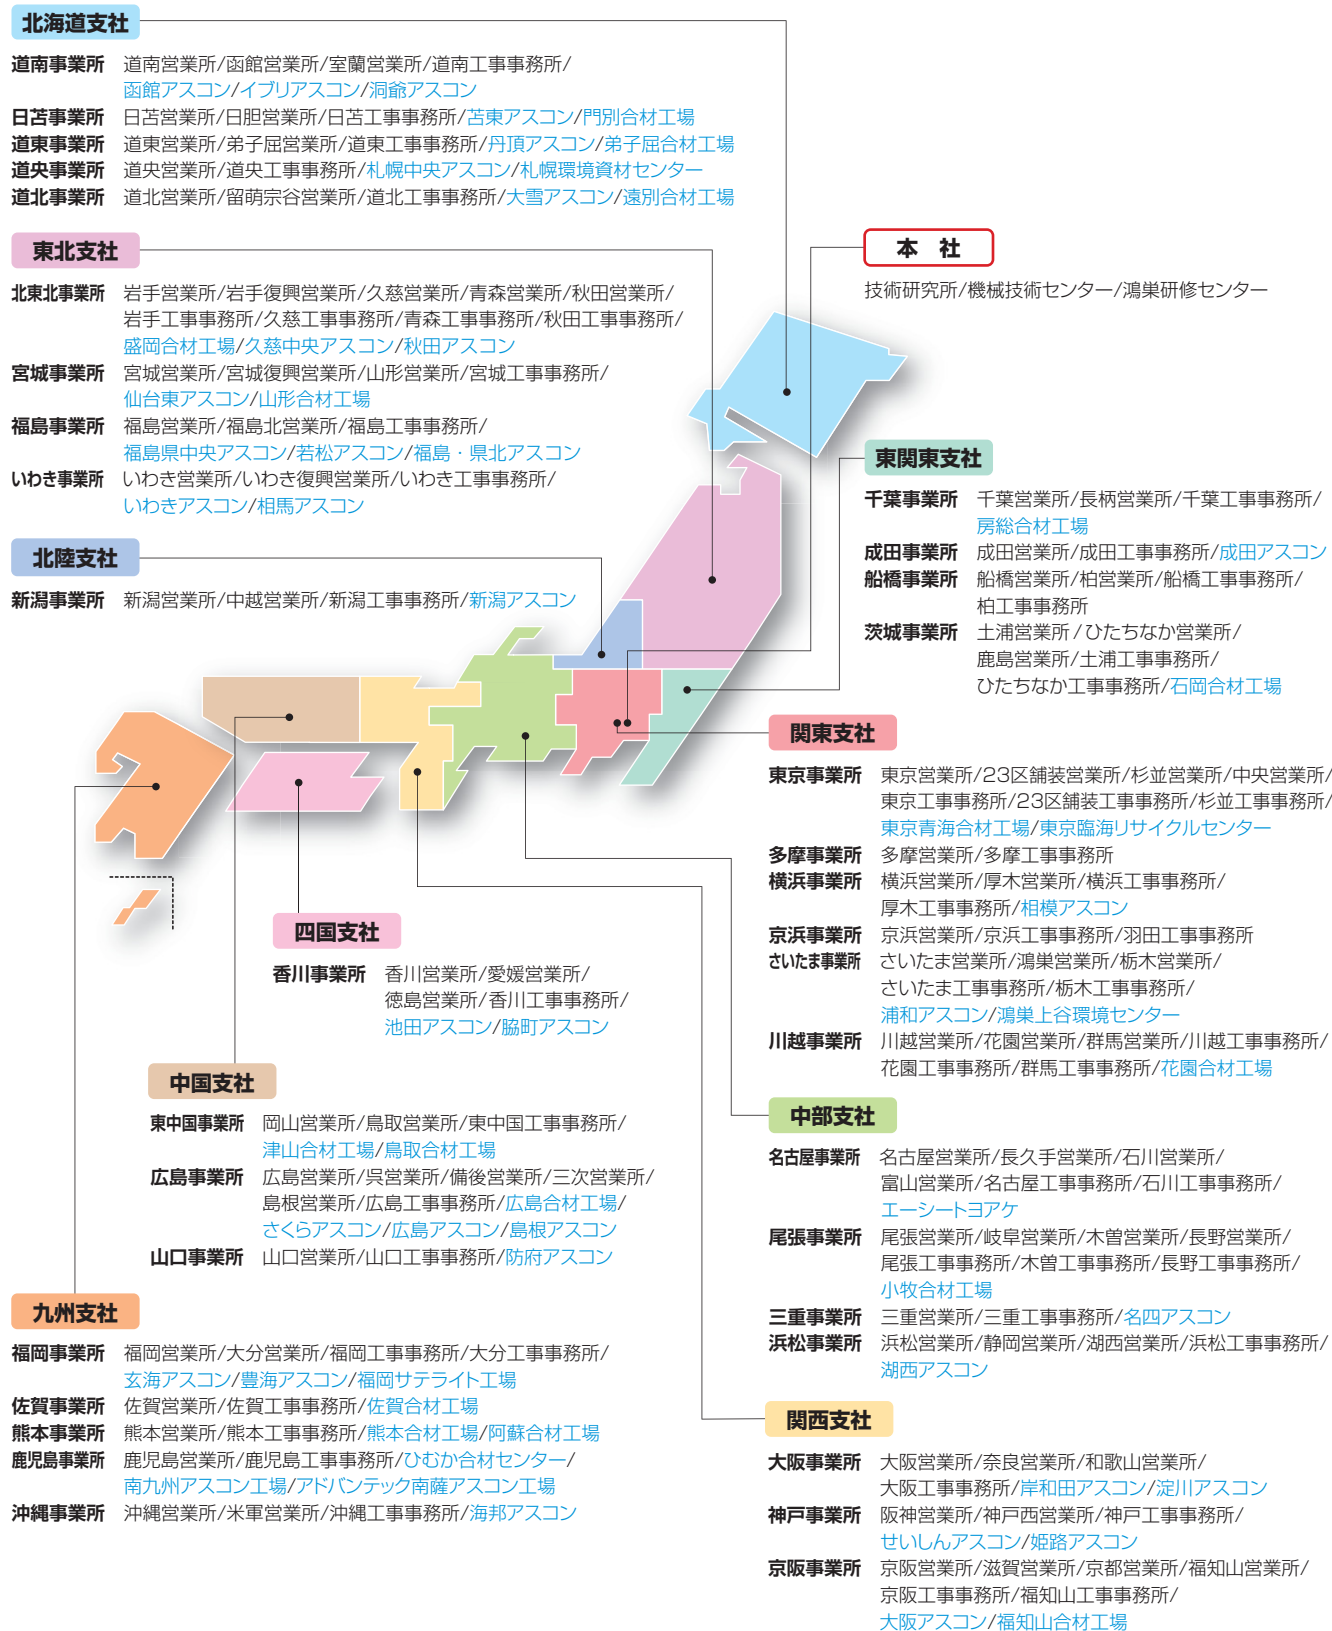 北海道支社
道南事業所 道南営業所/函館営業所/室蘭営業所/道南工事事務所/
函館アスコン/イブリアスコン/洞爺アスコン
日苫事業所 日苫営業所/日胆営業所/日苫工事事務所/苫東アスコン/門別合材工場
道東事業所 道東営業所/弟子屈営業所/道東工事事務所/丹頂アスコン/弟子屈合材工場
道央事業所 道央営業所/道央工事事務所/札幌中央アスコン/札幌環境資材センター
道北事業所 道北営業所/留萌宗谷営業所/道北工事事務所/大雪アスコン/遠別合材工場
東北支社
北東北事業所 岩手営業所/岩手復興営業所/久慈営業所/青森営業所/秋田営業所/
岩手工事事務所/久慈工事事務所/青森工事事務所/秋田工事事務所/
盛岡合材工場/久慈中央アスコン/秋田アスコン
宮城事業所 宮城営業所/宮城復興営業所/山形営業所/宮城工事事務所/
仙台東アスコン/山形合材工場
福島事業所 福島営業所/福島北営業所/福島工事事務所/
福島県中央アスコン/若松アスコン/福島・県北アスコン
いわき事業所 いわき営業所/いわき復興営業所/いわき工事事務所/
いわきアスコン/相馬アスコン
北陸支社
新潟事業所 新潟営業所/中越営業所/新潟工事事務所/新潟アスコン
本 社
技術研究所/機械技術センター/鴻巣研修センター
東関東支社
千葉事業所 千葉営業所/長柄営業所/千葉工事事務所/
房総合材工場
成田事業所 成田営業所/成田工事事務所/成田アスコン
船橋事業所 船橋営業所/柏営業所/船橋工事事務所/
柏工事事務所
茨城事業所 土浦営業所/ひたちなか営業所/
鹿島営業所/土浦工事事務所/
ひたちなか工事事務所/石岡合材工場
関東支社
東京事業所 東京営業所/23区舗装営業所/杉並営業所/中央営業所/
東京工事事務所/23区舗装工事事務所/杉並工事事務所/
東京青海合材工場/東京臨海リサイクルセンター
多摩事業所 多摩営業所/多摩工事事務所
横浜事業所 横浜営業所/厚木営業所/横浜工事事務所/
厚木工事事務所/相模アスコン
京浜事業所 京浜営業所/京浜工事事務所/羽田工事事務所
さいたま事業所 さいたま営業所/鴻巣営業所/栃木営業所/
さいたま工事事務所/栃木工事事務所/
浦和アスコン/鴻巣上谷環境センター
川越事業所 川越営業所/花園営業所/群馬営業所/川越工事事務所/
花園工事事務所/群馬工事事務所/花園合材工場
四国支社
香川事業所 香川営業所/愛媛営業所/
徳島営業所/香川工事事務所/
池田アスコン/脇町アスコン
中国支社
東中国事業所 岡山営業所/鳥取営業所/東中国工事事務所/
津山合材工場/鳥取合材工場
広島事業所 広島営業所/呉営業所/備後営業所/三次営業所/
島根営業所/広島工事事務所/広島合材工場/
さくらアスコン/広島アスコン/島根アスコン
山口事業所 山口営業所/山口工事事務所/防府アスコン
中部支社
名古屋事業所 名古屋営業所/長久手営業所/石川営業所/
富山営業所/名古屋工事事務所/石川工事事務所/
エーシートヨアケ
尾張事業所 尾張営業所/岐阜営業所/木曽営業所/長野営業所/
尾張工事事務所/木曽工事事務所/長野工事事務所/
小牧合材工場
三重事業所 三重営業所/三重工事事務所/名四アスコン
浜松事業所 浜松営業所/静岡営業所/湖西営業所/浜松工事事務所/
湖西アスコン
九州支社
福岡事業所 福岡営業所/大分営業所/福岡工事事務所/大分工事事務所/
玄海アスコン/豊海アスコン/福岡サテライト工場
佐賀事業所 佐賀営業所/佐賀工事事務所/佐賀合材工場
熊本事業所 熊本営業所/熊本工事事務所/熊本合材工場/阿蘇合材工場
鹿児島事業所 鹿児島営業所/鹿児島工事事務所/ひむか合材センター/
南九州アスコン工場/アドバンテック南薩アスコン工場
沖縄事業所 沖縄営業所/米軍営業所/沖縄工事事務所/海邦アスコン
関西支社
大阪事業所 大阪営業所/奈良営業所/和歌山営業所/
大阪工事事務所/岸和田アスコン/淀川アスコン
神戸事業所 阪神営業所/神戸西営業所/神戸工事事務所/
せいしんアスコン/姫路アスコン
京阪事業所 京阪営業所/滋賀営業所/京都営業所/福知山営業所/
京阪工事事務所/福知山工事事務所/
大阪アスコン/福知山合材工場